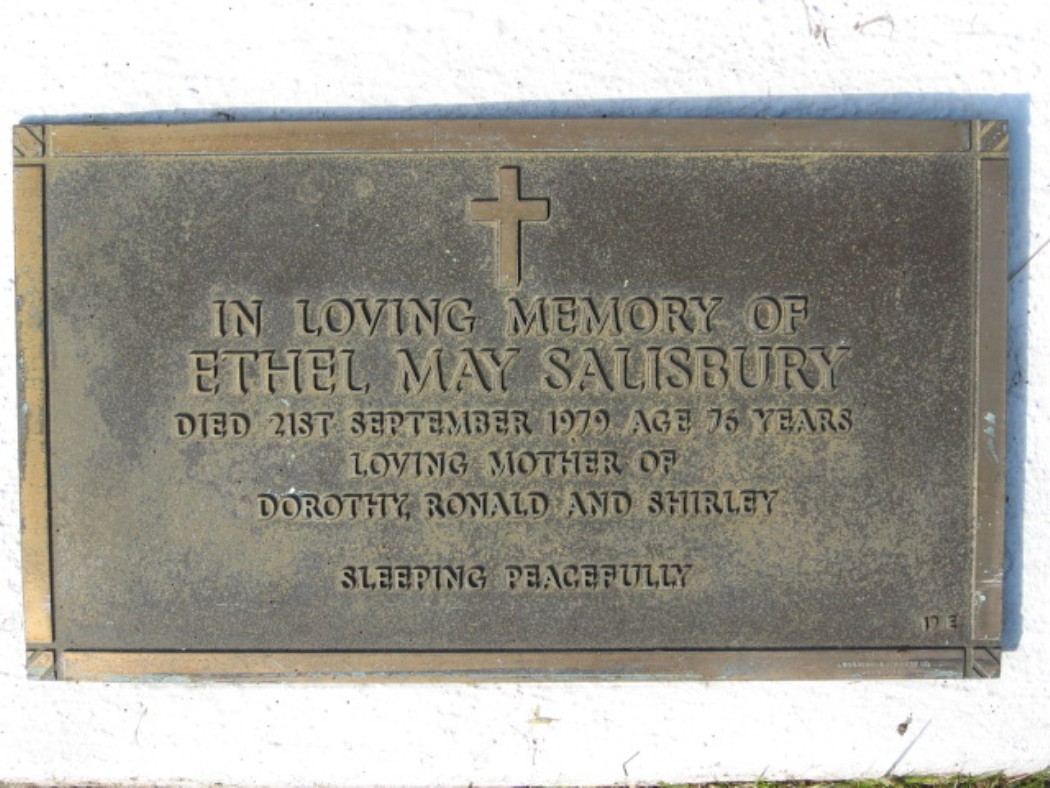 IN LOVING MEMORY OF
ETHEL MAY SALISBURY
DIED 21ST SEPTEMBER 1979 AGE 76 YEARS
LOVING MOTHER OF
DOROTHY, RONALD AND SHIRLEY
SLEEPING PEACEFULLY
17 E